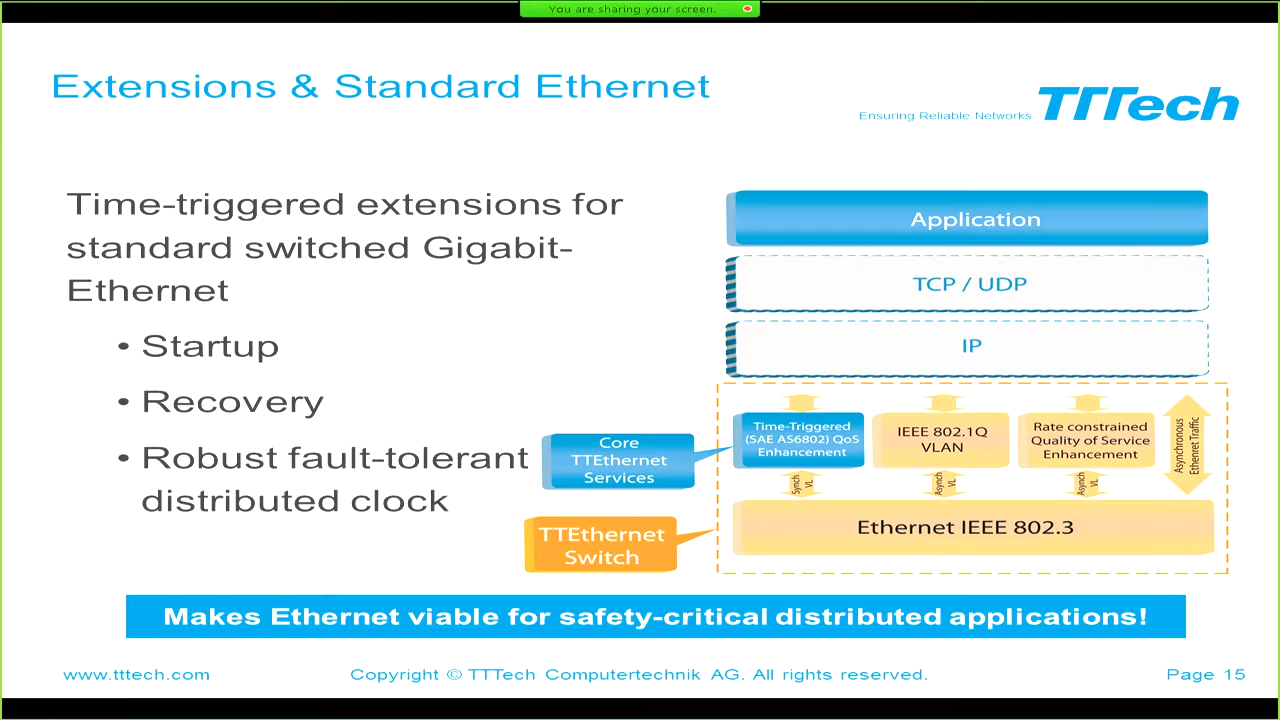 You are sharing your screen.
Extensions & Standard Ethernet
Ensuring Reliable Networks TTTech
Time-triggered extensions for
standard switched Gigabit-
Ethernet
• Startup
• Recovery
• Robust fault-tolerant
distributed clock
Application
TCP / UDP
IP
Core
TTEthernet
Services
Time-Triggered
(SAE AS6802) QoS
Enhancement
IEEE 802.1Q
VLAN
Rate constrained
Quality of Service
Enhancement
Asynchronous
Ethernet Traffic
Synch
VL
Asynch
VL
Asynch
VL
TTEthernet
Switch
Ethernet IEEE 802.3
Makes Ethernet viable for safety-critical distributed applications!
www.tttech.com
Copyright © TTTech Computertechnik AG. All rights reserved.
Page 15